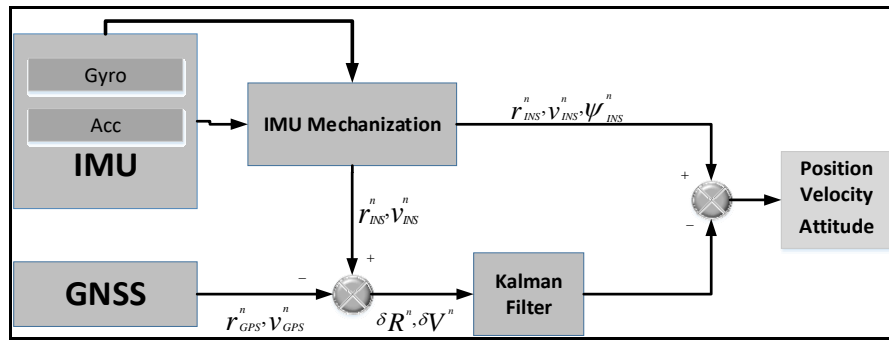 Gyro
Acc
IMU
IMU Mechanization
r^n_INS, v^n_INS, ψ^n_INS
+
−
Position
Velocity
Attitude
r^n_INS, v^n_INS
+
−
GNSS
r^n_GPS, v^n_GPS
δR^n, δV^n
Kalman
Filter